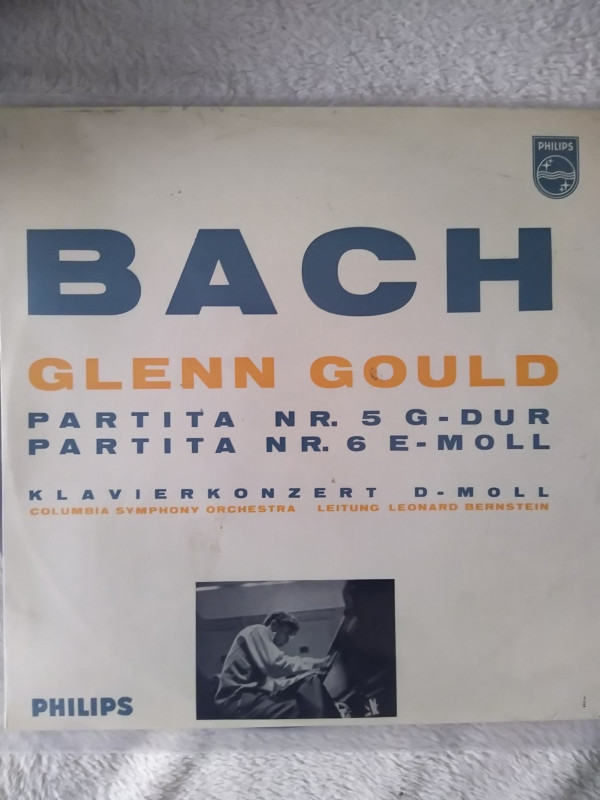 PHILIPS
BACH
GLENN GOULD
PARTITA NR. 5 G-DUR
PARTITA NR. 6 E-MOLL
KLAVIERKONZERT D-MOLL
COLUMBIA SYMPHONY ORCHESTRA LEITUNG LEONARD BERNSTEIN
PHILIPS